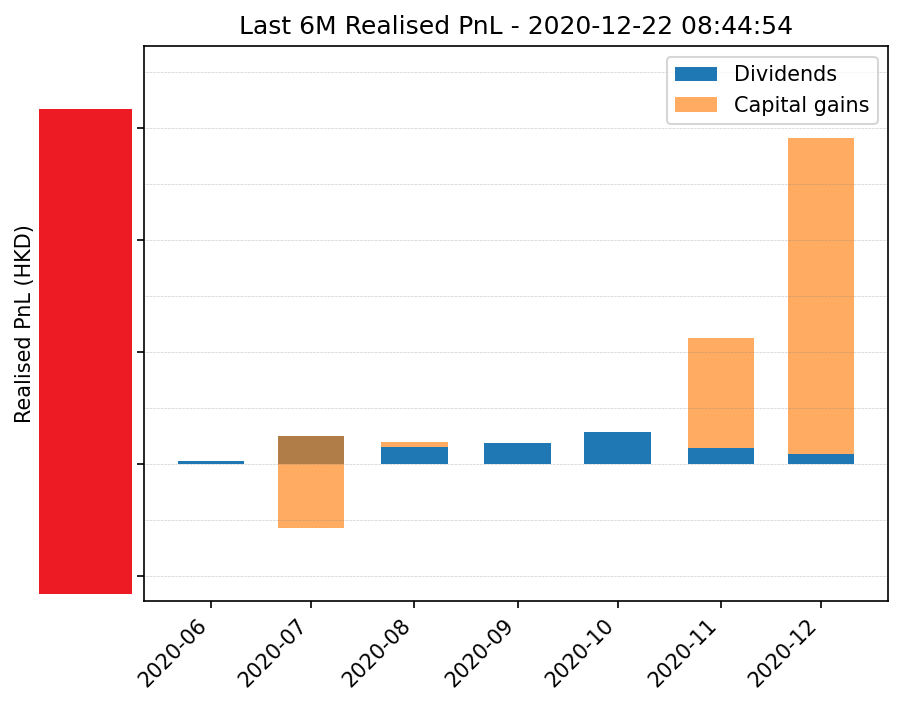 Last 6M Realised PnL - 2020-12-22 08:44:54
Dividends
Capital gains
Realised PnL (HKD)
2020-06
2020-07
2020-08
2020-09
2020-10
2020-11
2020-12